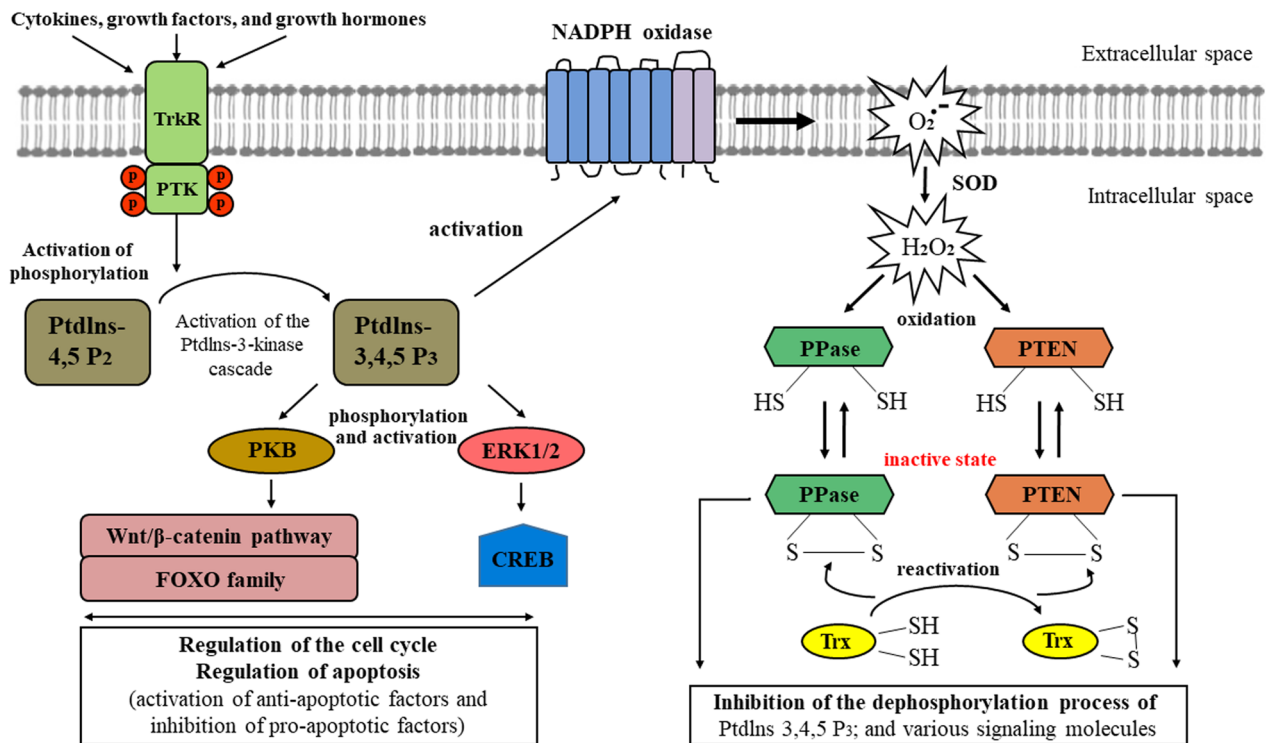 Cytokines, growth factors, and growth hormones
NADPH oxidase
Extracellular space
TrkR
O₂•−
P
P
PTK
P
P
SOD
Intracellular space
activation
H₂O₂
Activation of
phosphorylation
Ptdlns-
4,5 P₂
Activation of the
Ptdlns-3-kinase
cascade
Ptdlns-
3,4,5 P₃
oxidation
PPase
PTEN
HS
SH
HS
SH
phosphorylation
and activation
PKB
ERK1/2
inactive state
PPase
PTEN
Wnt/β-catenin pathway
FOXO family
CREB
S
S
S
S
reactivation
Trx
SH
SH
Trx
S
S
Regulation of the cell cycle
Regulation of apoptosis
(activation of anti-apoptotic factors and
inhibition of pro-apoptotic factors)
Inhibition of the dephosphorylation process of
Ptdlns 3,4,5 P₃; and various signaling molecules